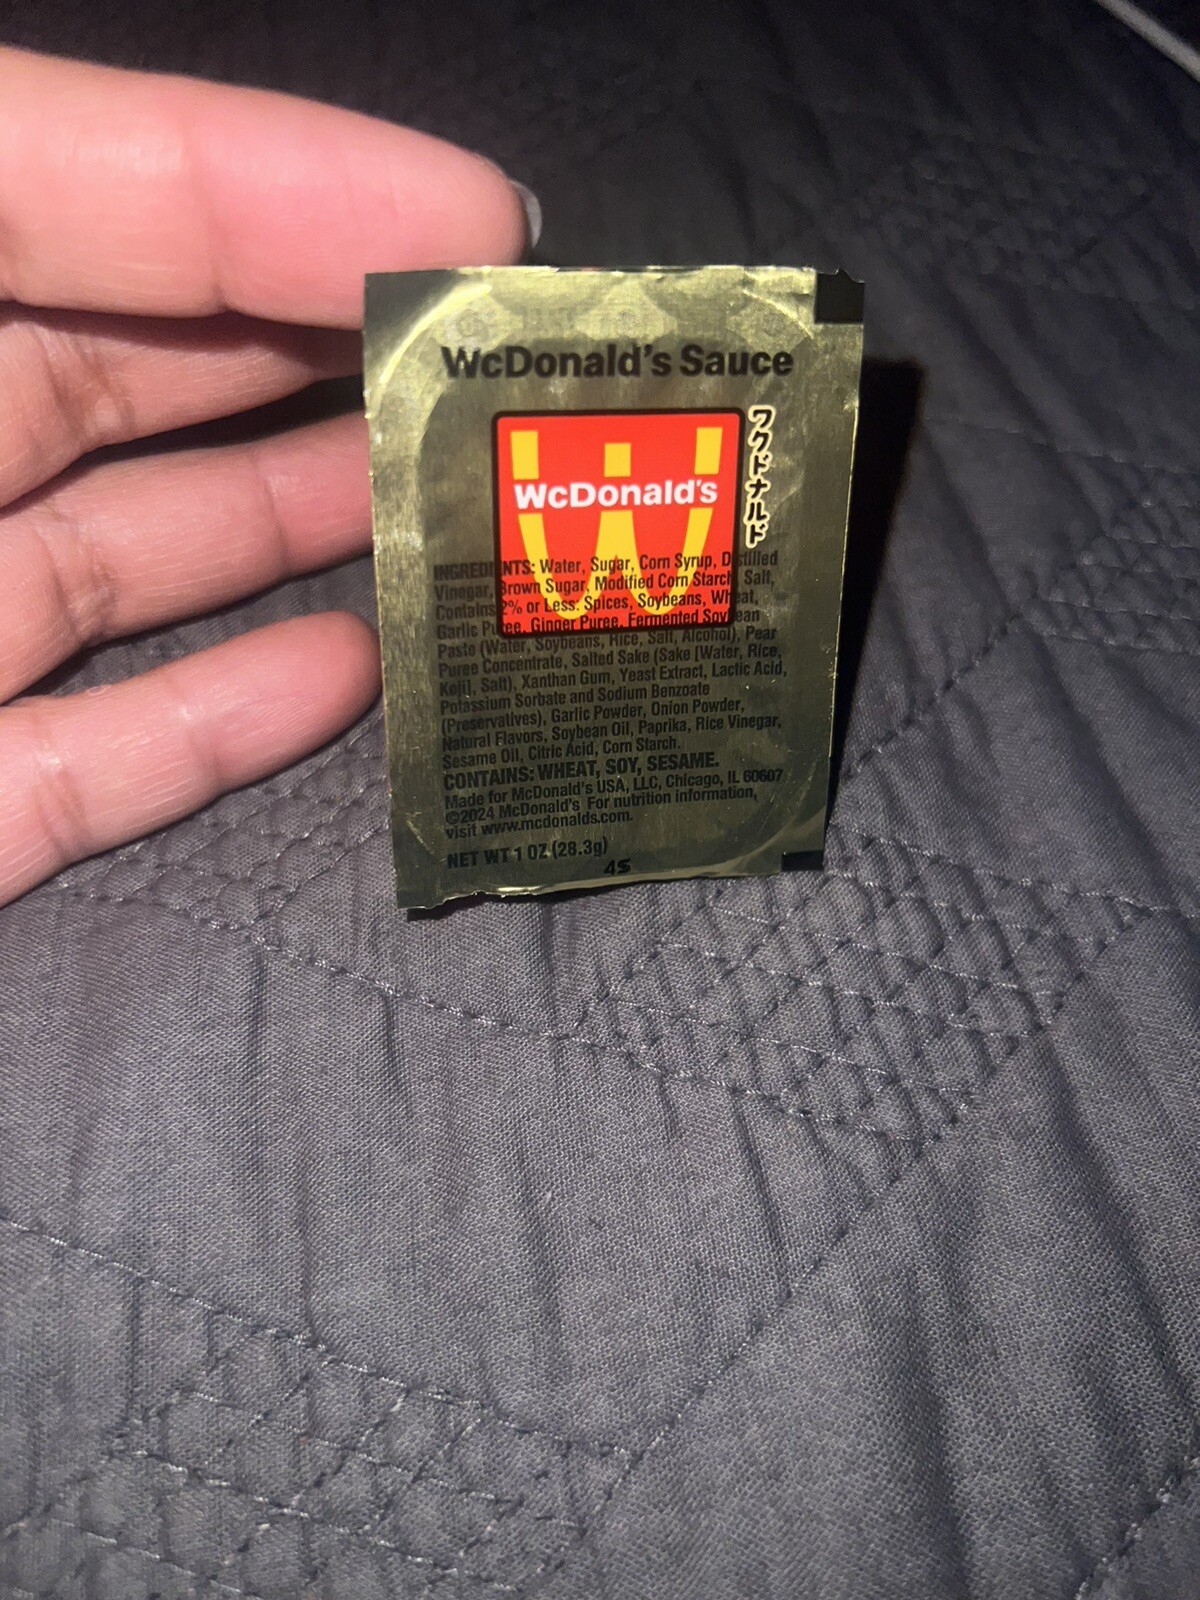 WcDonald's Sauce
WcDonald's
ワクドナルド
INGREDIENTS: Water, Sugar, Corn Syrup, Distilled
Vinegar, Brown Sugar, Modified Corn Starch, Salt,
Contains 2% or Less: Spices, Soybeans, Wheat,
Garlic Puree, Ginger Puree, Fermented Soybean
Paste (Water, Soybeans, Rice, Salt, Alcohol), Pear
Puree Concentrate, Salted Sake (Sake [Water, Rice,
Koji], Salt), Xanthan Gum, Yeast Extract, Lactic Acid,
Potassium Sorbate and Sodium Benzoate
(Preservatives), Garlic Powder, Onion Powder,
Natural Flavors, Soybean Oil, Paprika, Rice Vinegar,
Sesame Oil, Citric Acid, Corn Starch.
CONTAINS: WHEAT, SOY, SESAME.
Made for McDonald's USA, LLC, Chicago, IL 60607
©2024 McDonald's For nutrition information,
visit www.mcdonalds.com.
NET WT 1 OZ (28.3g)
4S